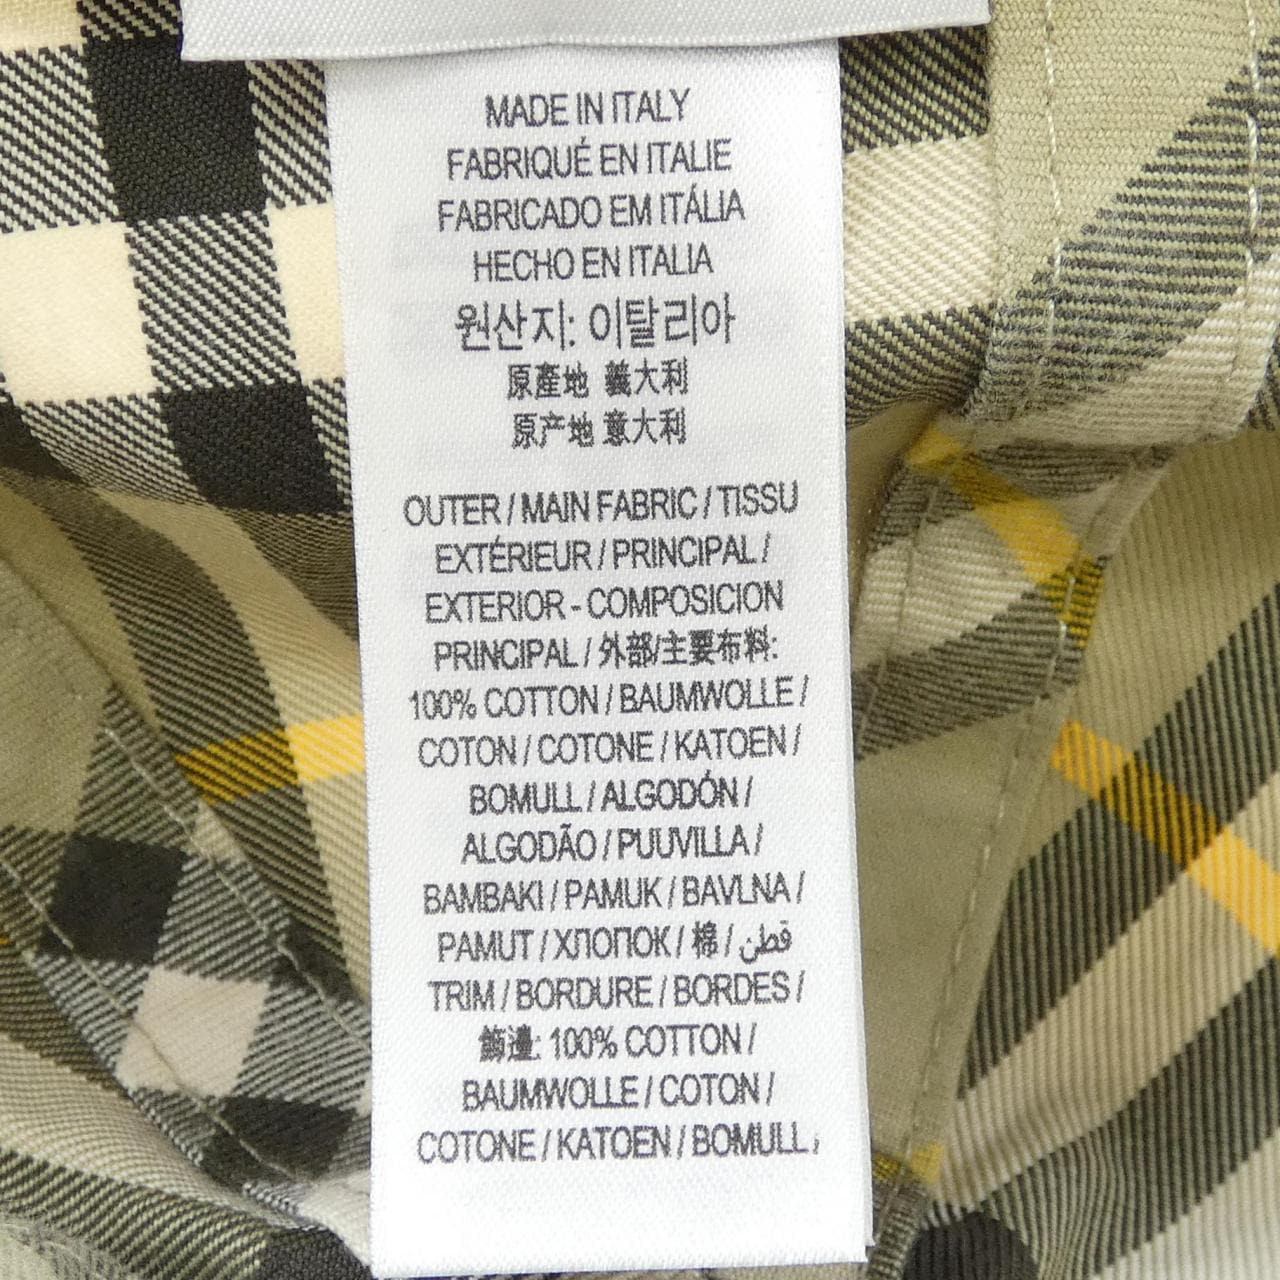 MADE IN ITALY
FABRIQUÉ EN ITALIE
FABRICADO EM ITÁLIA
HECHO EN ITALIA
원산지: 이탈리아
原產地 義大利
原产地 意大利
OUTER / MAIN FABRIC / TISSU
EXTÉRIEUR / PRINCIPAL /
EXTERIOR - COMPOSICION
PRINCIPAL / 外部/主要布料:
100% COTTON / BAUMWOLLE /
COTON / COTONE / KATOEN /
BOMULL / ALGODÓN /
ALGODÃO / PUUVILLA /
BAMBAKI / PAMUK / BAVLNA /
PAMUT / ХЛОПОК / 棉 / قطن
TRIM / BORDURE / BORDES /
飾邊: 100% COTTON /
BAUMWOLLE / COTON /
COTONE / KATOEN / BOMULL,